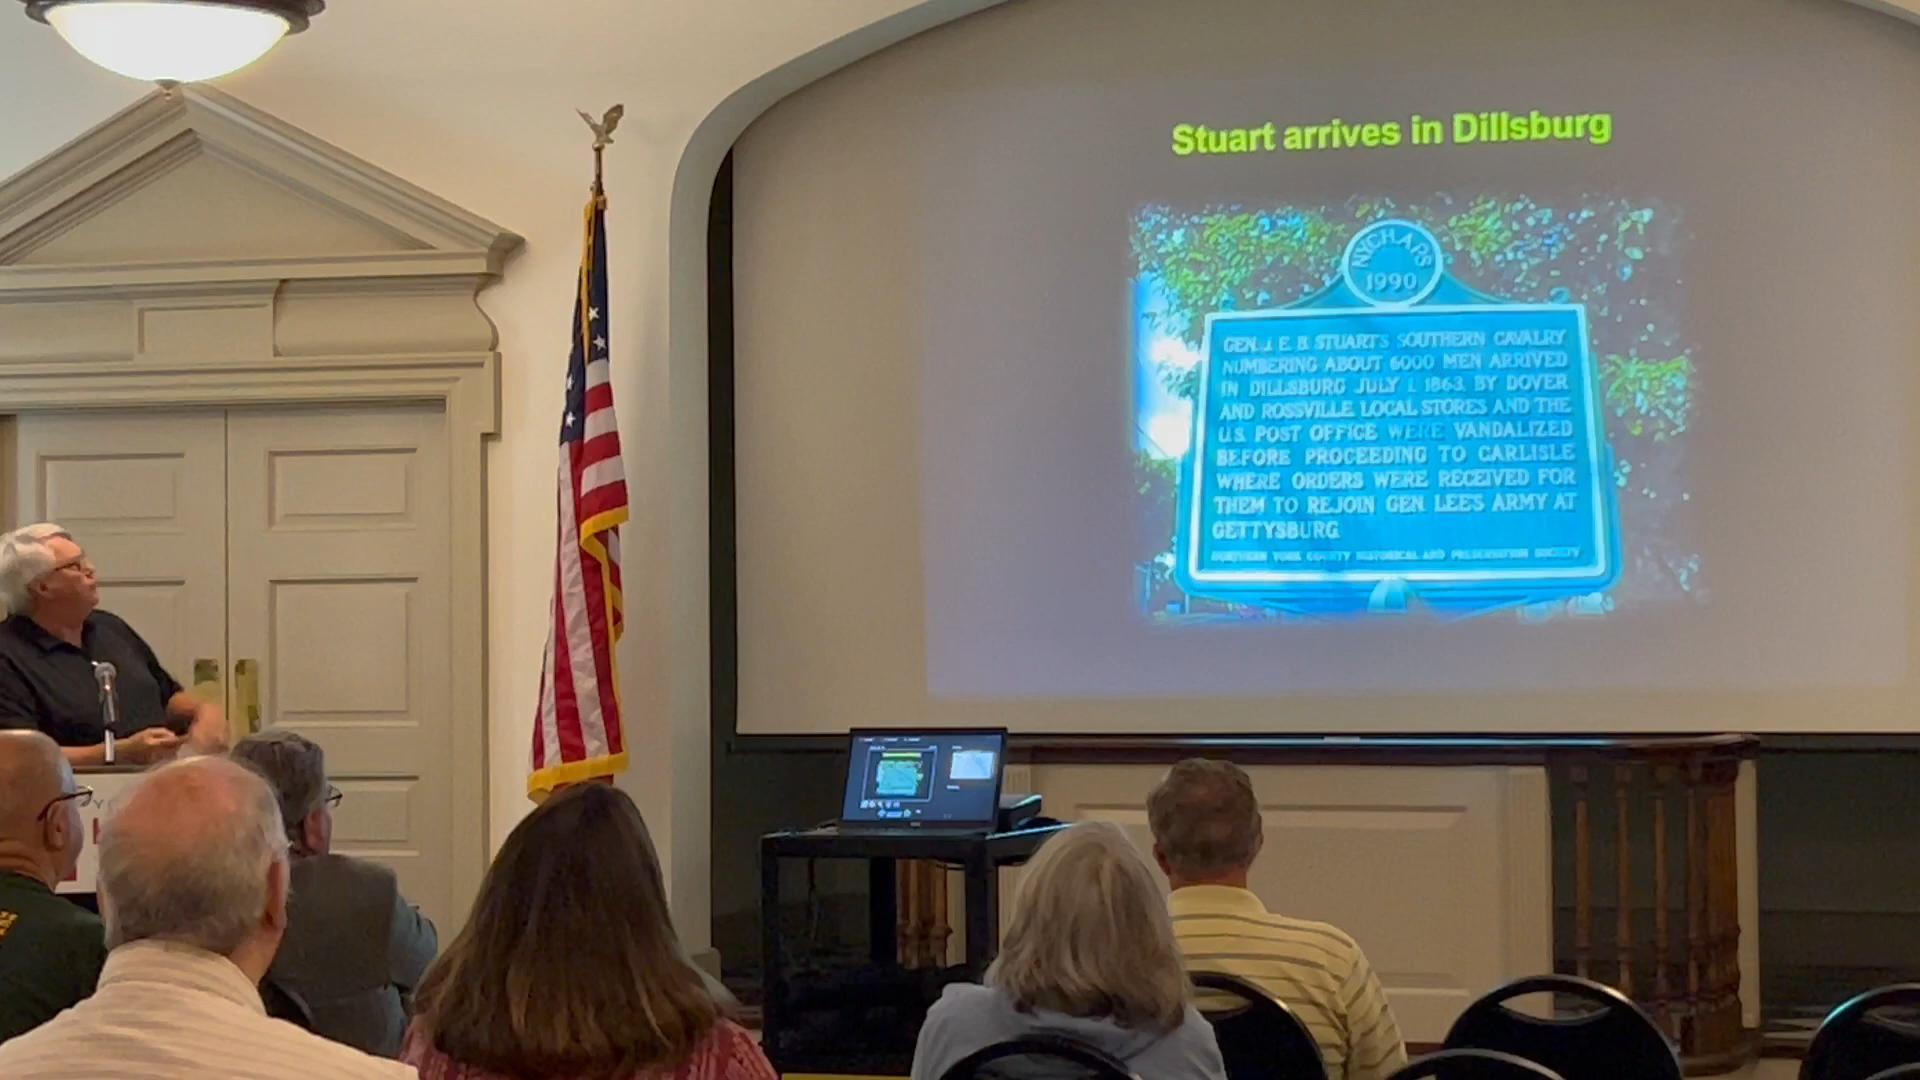 Stuart arrives in Dillsburg
NYCHAPS
1990
GEN. J. E. B. STUART'S SOUTHERN CAVALRY
NUMBERING ABOUT 6000 MEN ARRIVED
IN DILLSBURG JULY 1, 1863, BY DOVER
AND ROSSVILLE. LOCAL STORES AND THE
U.S. POST OFFICE WERE VANDALIZED
BEFORE PROCEEDING TO CARLISLE
WHERE ORDERS WERE RECEIVED FOR
THEM TO REJOIN GEN. LEE'S ARMY AT
GETTYSBURG.
NORTHERN YORK COUNTY HISTORICAL AND PRESERVATION SOCIETY